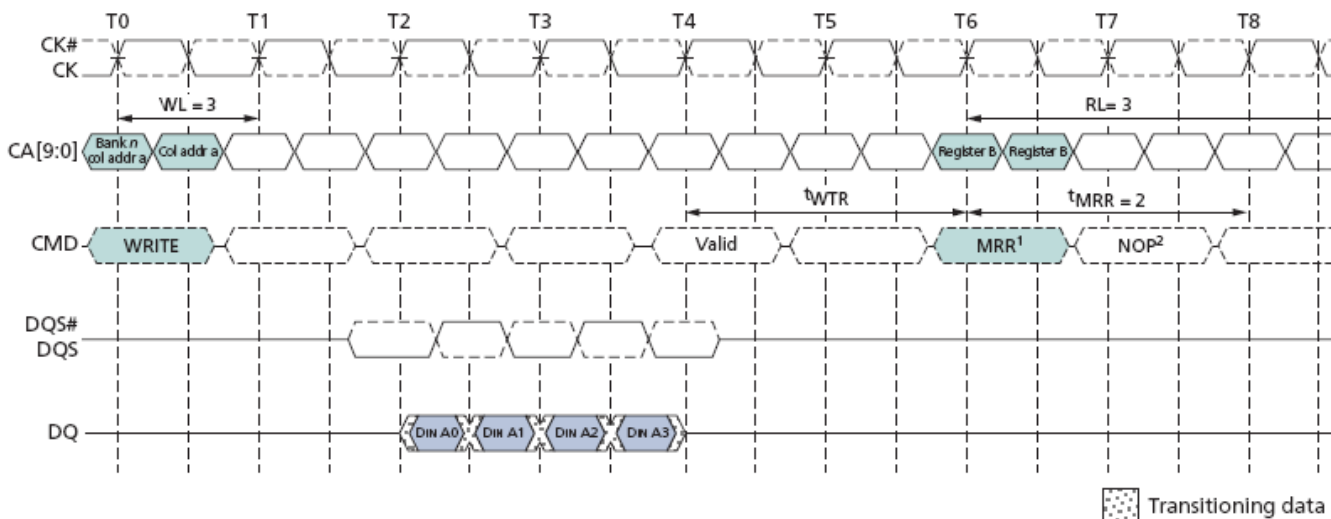 T0 T1 T2 T3 T4 T5 T6 T7 T8
CK#
CK
WL = 3 RL= 3
CA[9:0] Bank n col addr a Col addr a Register B Register B
tWTR tMRR = 2
CMD WRITE Valid MRR1 NOP2
DQS#
DQS
DQ DIN A0 DIN A1 DIN A2 DIN A3
Transitioning data